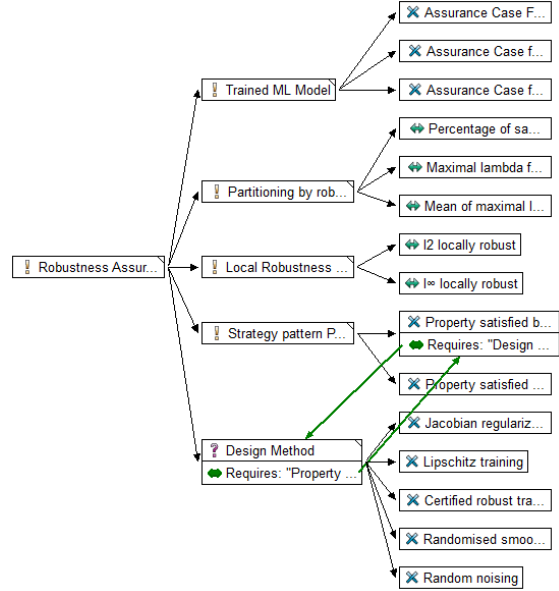 Assurance Case F...
Assurance Case f...
Trained ML Model
Assurance Case f...
Percentage of sa...
Maximal lambda f...
Partitioning by rob...
Mean of maximal l...
l2 locally robust
Robustness Assur...
Local Robustness ...
l∞ locally robust
Property satisfied b...
Strategy pattern P...
Requires: "Design ...
Property satisfied ...
Jacobian regulariz...
Design Method
Lipschitz training
Requires: "Property ...
Certified robust tra...
Randomised smoo...
Random noising